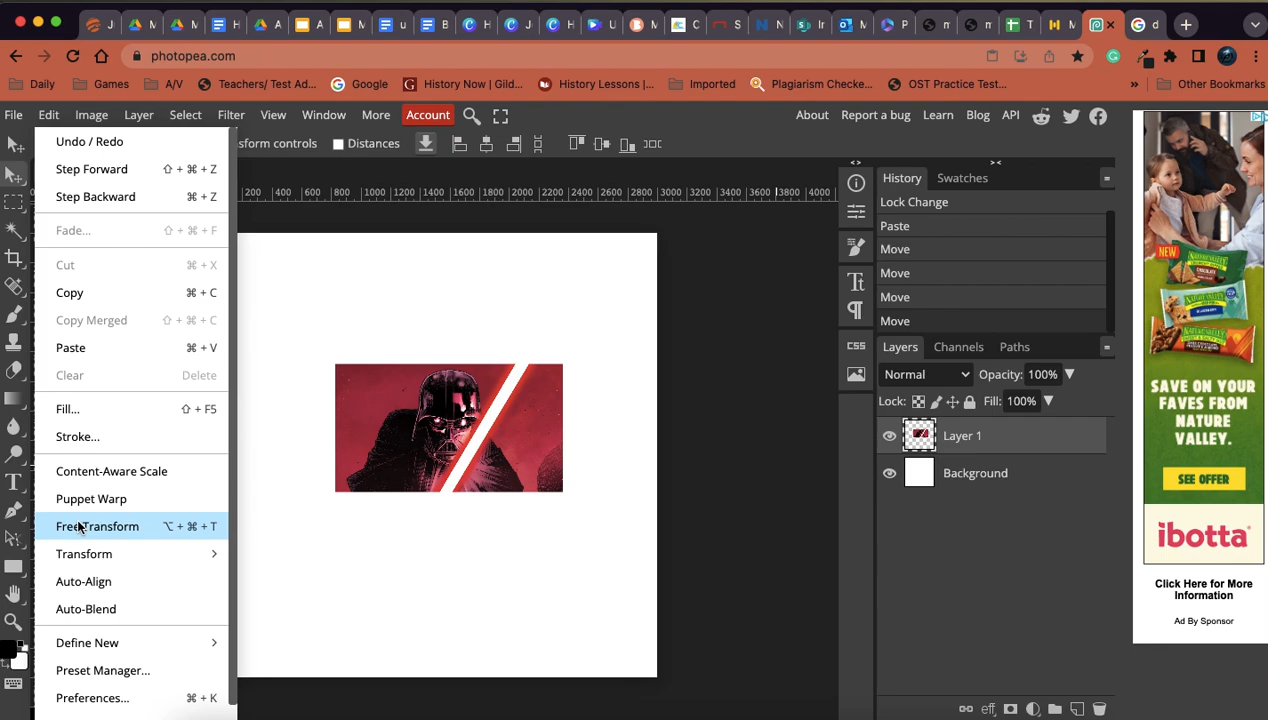 J M M M H A A M u B C C J C U M C S N S Ir M P m m T M d
photopea.com
Daily Games A/V Teachers/ Test Ad... Google History Now | Gild... History Lessons |... Imported Plagiarism Checke... OST Practice Test... » Other Bookmarks
File Edit Image Layer Select Filter View Window More Account About Report a bug Learn Blog API
sform controls Distances
200 400 600 800 1000 1200 1400 1600 1800 2000 2200 2400 2600 2800 3000 3200 3400 3600 3800 4000
Undo / Redo
Step Forward ⇧ + ⌘ + Z
Step Backward ⌘ + Z
Fade... ⇧ + ⌘ + F
Cut ⌘ + X
Copy ⌘ + C
Copy Merged ⇧ + ⌘ + C
Paste ⌘ + V
Clear Delete
Fill... ⇧ + F5
Stroke...
Content-Aware Scale
Puppet Warp
Free Transform ⌥ + ⌘ + T
Transform >
Auto-Align
Auto-Blend
Define New >
Preset Manager...
Preferences... ⌘ + K
<> ><
History Swatches
Lock Change
Paste
Move
Move
Move
Move
CSS
Layers Channels Paths
Normal Opacity: 100%
Lock: Fill: 100%
Layer 1
Background
eff
NEW
NATURE VALLEY
SAVE ON YOUR
FAVES FROM
NATURE
VALLEY.
SEE OFFER
ibotta
Click Here for More
Information
Ad By Sponsor